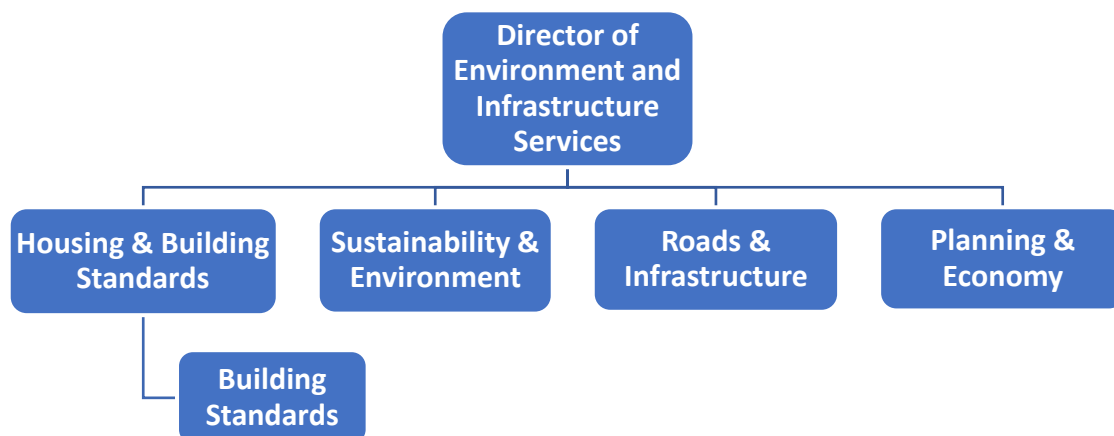 Director of
Environment and
Infrastructure
Services
Housing & Building
Standards
Sustainability &
Environment
Roads &
Infrastructure
Planning &
Economy
Building
Standards